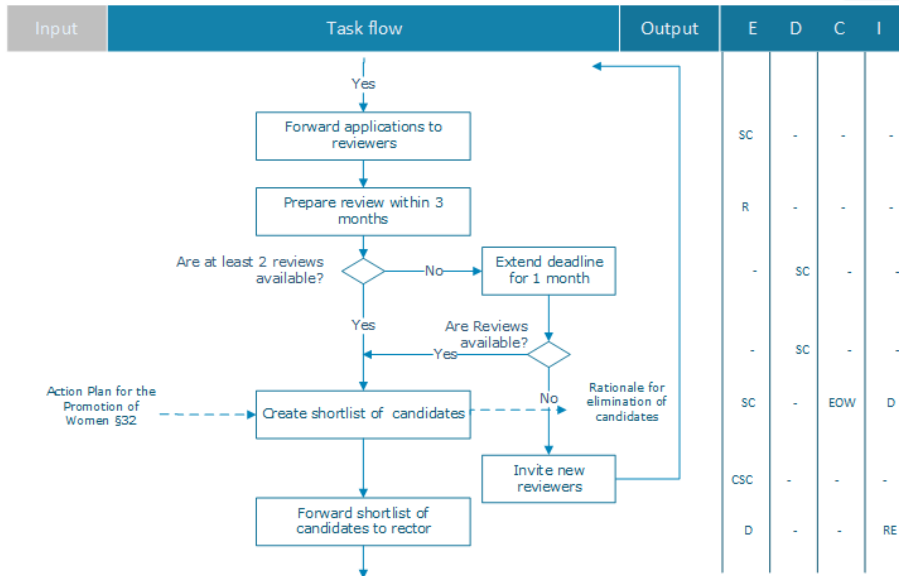 Input Task flow Output E D C I
Yes
Forward applications to
reviewers
SC - - -
Prepare review within 3
months
R - - -
Are at least 2 reviews
available?
No
Extend deadline
for 1 month
- SC - -
Yes
Are Reviews
available?
Yes
- SC - -
Action Plan for the
Promotion of
Women §32
Create shortlist of candidates
No
Rationale for
elimination of
candidates
SC - EOW D
Invite new
reviewers
CSC - - -
Forward shortlist of
candidates to rector
D - - RE